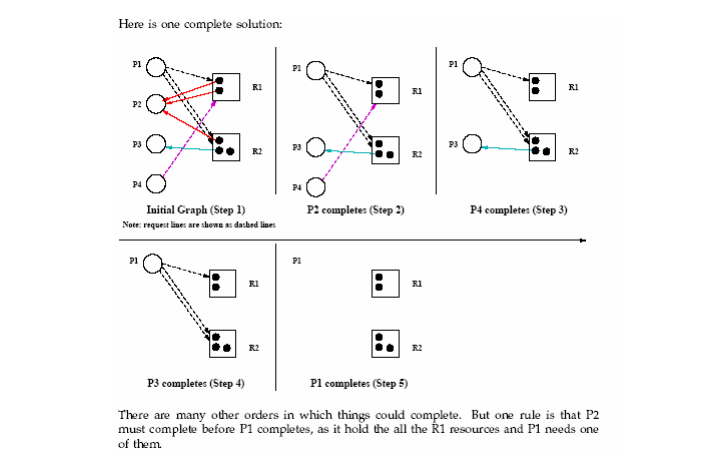 Here is one complete solution:
P1
R1
P2
P3
R2
P4
Initial Graph (Step 1)
Note: request lines are shown as dashed lines
P1
R1
P3
R2
P4
P2 completes (Step 2)
P1
R1
P3
R2
P4 completes (Step 3)
P1
R1
R2
P3 completes (Step 4)
P1
R1
R2
P1 completes (Step 5)
There are many other orders in which things could complete. But one rule is that P2
must complete before P1 completes, as it hold the all the R1 resources and P1 needs one
of them.